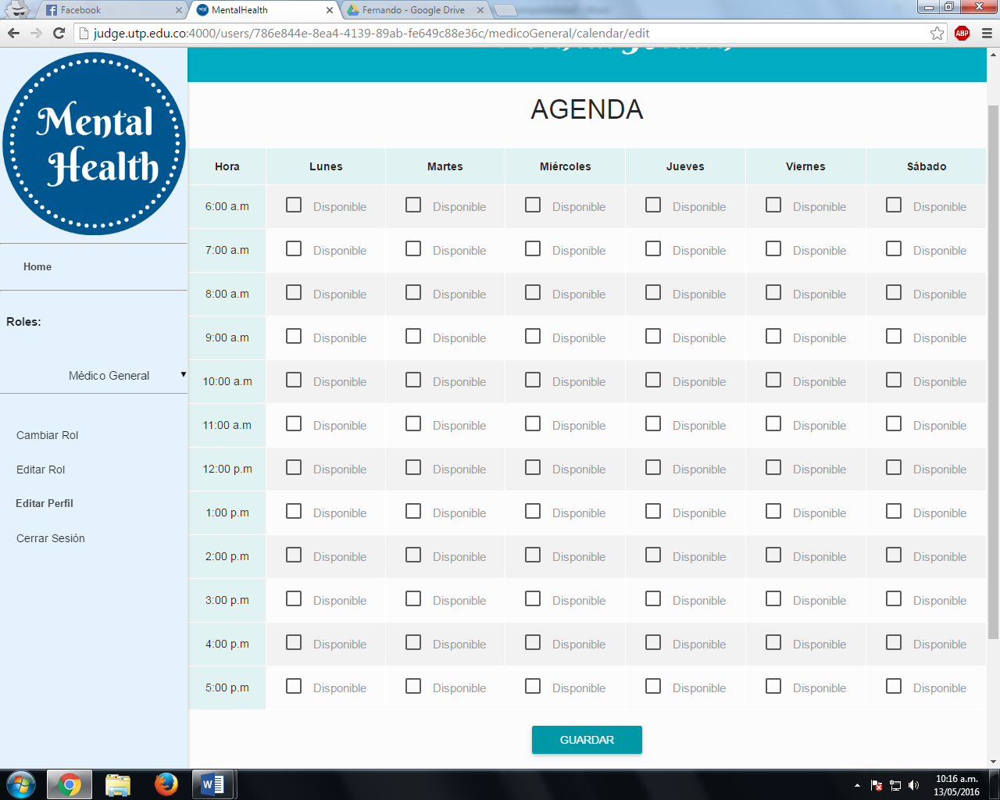 Facebook
MentalHealth
Fernando - Google Drive
judge.utp.edu.co:4000/users/786e844e-8ea4-4139-89ab-fe649c88e36c/medicoGeneral/calendar/edit
ABP
Mental
Health
Home
Roles:
Médico General
Cambiar Rol
Editar Rol
Editar Perfil
Cerrar Sesión
AGENDA
Hora Lunes Martes Miércoles Jueves Viernes Sábado
6:00 a.m Disponible Disponible Disponible Disponible Disponible Disponible
7:00 a.m Disponible Disponible Disponible Disponible Disponible Disponible
8:00 a.m Disponible Disponible Disponible Disponible Disponible Disponible
9:00 a.m Disponible Disponible Disponible Disponible Disponible Disponible
10:00 a.m Disponible Disponible Disponible Disponible Disponible Disponible
11:00 a.m Disponible Disponible Disponible Disponible Disponible Disponible
12:00 p.m Disponible Disponible Disponible Disponible Disponible Disponible
1:00 p.m Disponible Disponible Disponible Disponible Disponible Disponible
2:00 p.m Disponible Disponible Disponible Disponible Disponible Disponible
3:00 p.m Disponible Disponible Disponible Disponible Disponible Disponible
4:00 p.m Disponible Disponible Disponible Disponible Disponible Disponible
5:00 p.m Disponible Disponible Disponible Disponible Disponible Disponible
GUARDAR
10:16 a.m.
13/05/2016